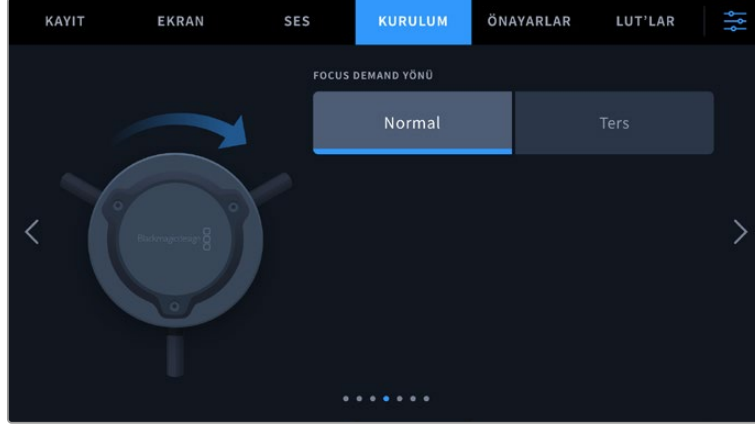 KAYIT EKRAN SES KURULUM ÖNAYARLAR LUT'LAR
FOCUS DEMAND YÖNÜ
Normal Ters
Blackmagicdesign